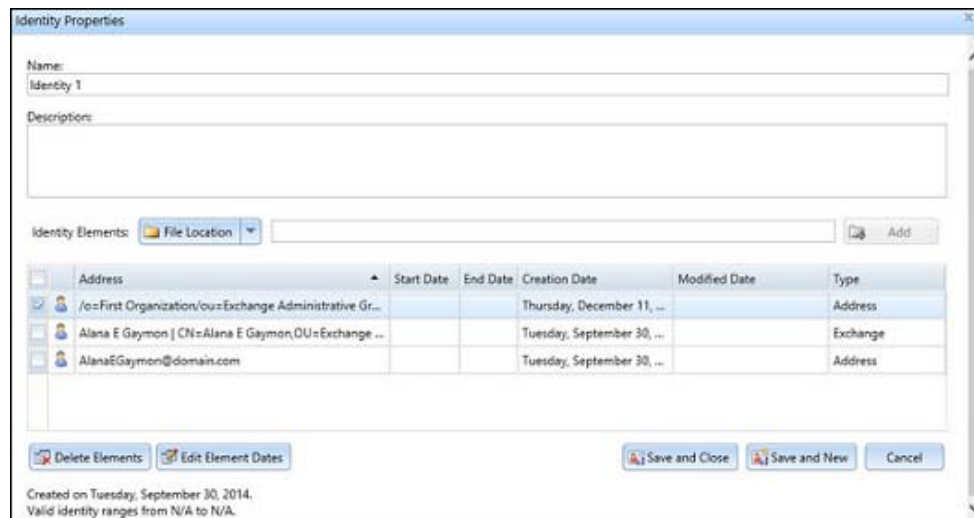 Identity Properties
Name:
Identity 1
Description:
Identity Elements: File Location Add
Address Start Date End Date Creation Date Modified Date Type
/o=First Organization/ou=Exchange Administrative Gr... Thursday, December 11, ... Address
Alana E Gaymon | CN=Alana E Gaymon,OU=Exchange ... Tuesday, September 30, ... Exchange
AlanaEGaymon@domain.com Tuesday, September 30, ... Address
Delete Elements Edit Element Dates Save and Close Save and New Cancel
Created on Tuesday, September 30, 2014.
Valid identity ranges from N/A to N/A.